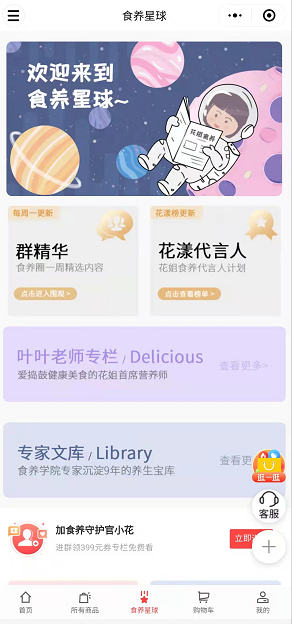 食养星球
欢迎来到
食养星球~
花姐食养
每周一更新
群精华
食养圈一周精选内容
点击进入围观 >
花漾榜更新
花漾代言人
花姐食养代言人计划
点击查看榜单 >
叶叶老师专栏 / Delicious
查看更多>
爱捣鼓健康美食的花姐首席营养师
专家文库 / Library
查看更
食养学院专家沉淀9年的养生宝库
逛一逛
客服
加食养守护官小花
进群领399元券专栏免费看
立即
首页
所有商品
食养星球
购物车
我的